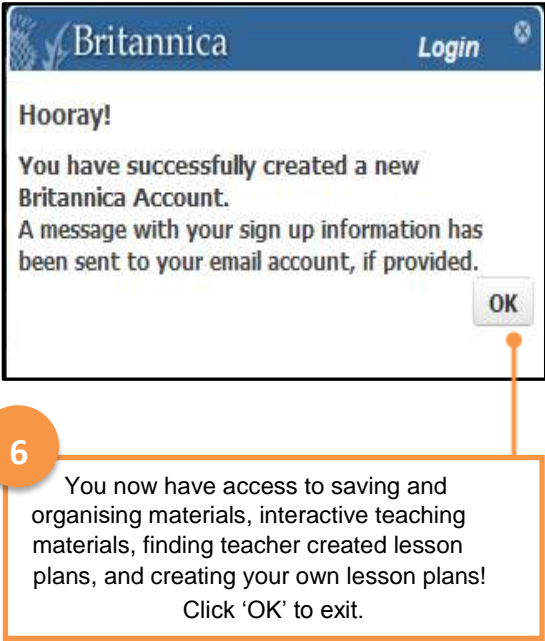 Britannica Login
Hooray!
You have successfully created a new
Britannica Account.
A message with your sign up information has
been sent to your email account, if provided.
OK
6
You now have access to saving and
organising materials, interactive teaching
materials, finding teacher created lesson
plans, and creating your own lesson plans!
Click ‘OK’ to exit.